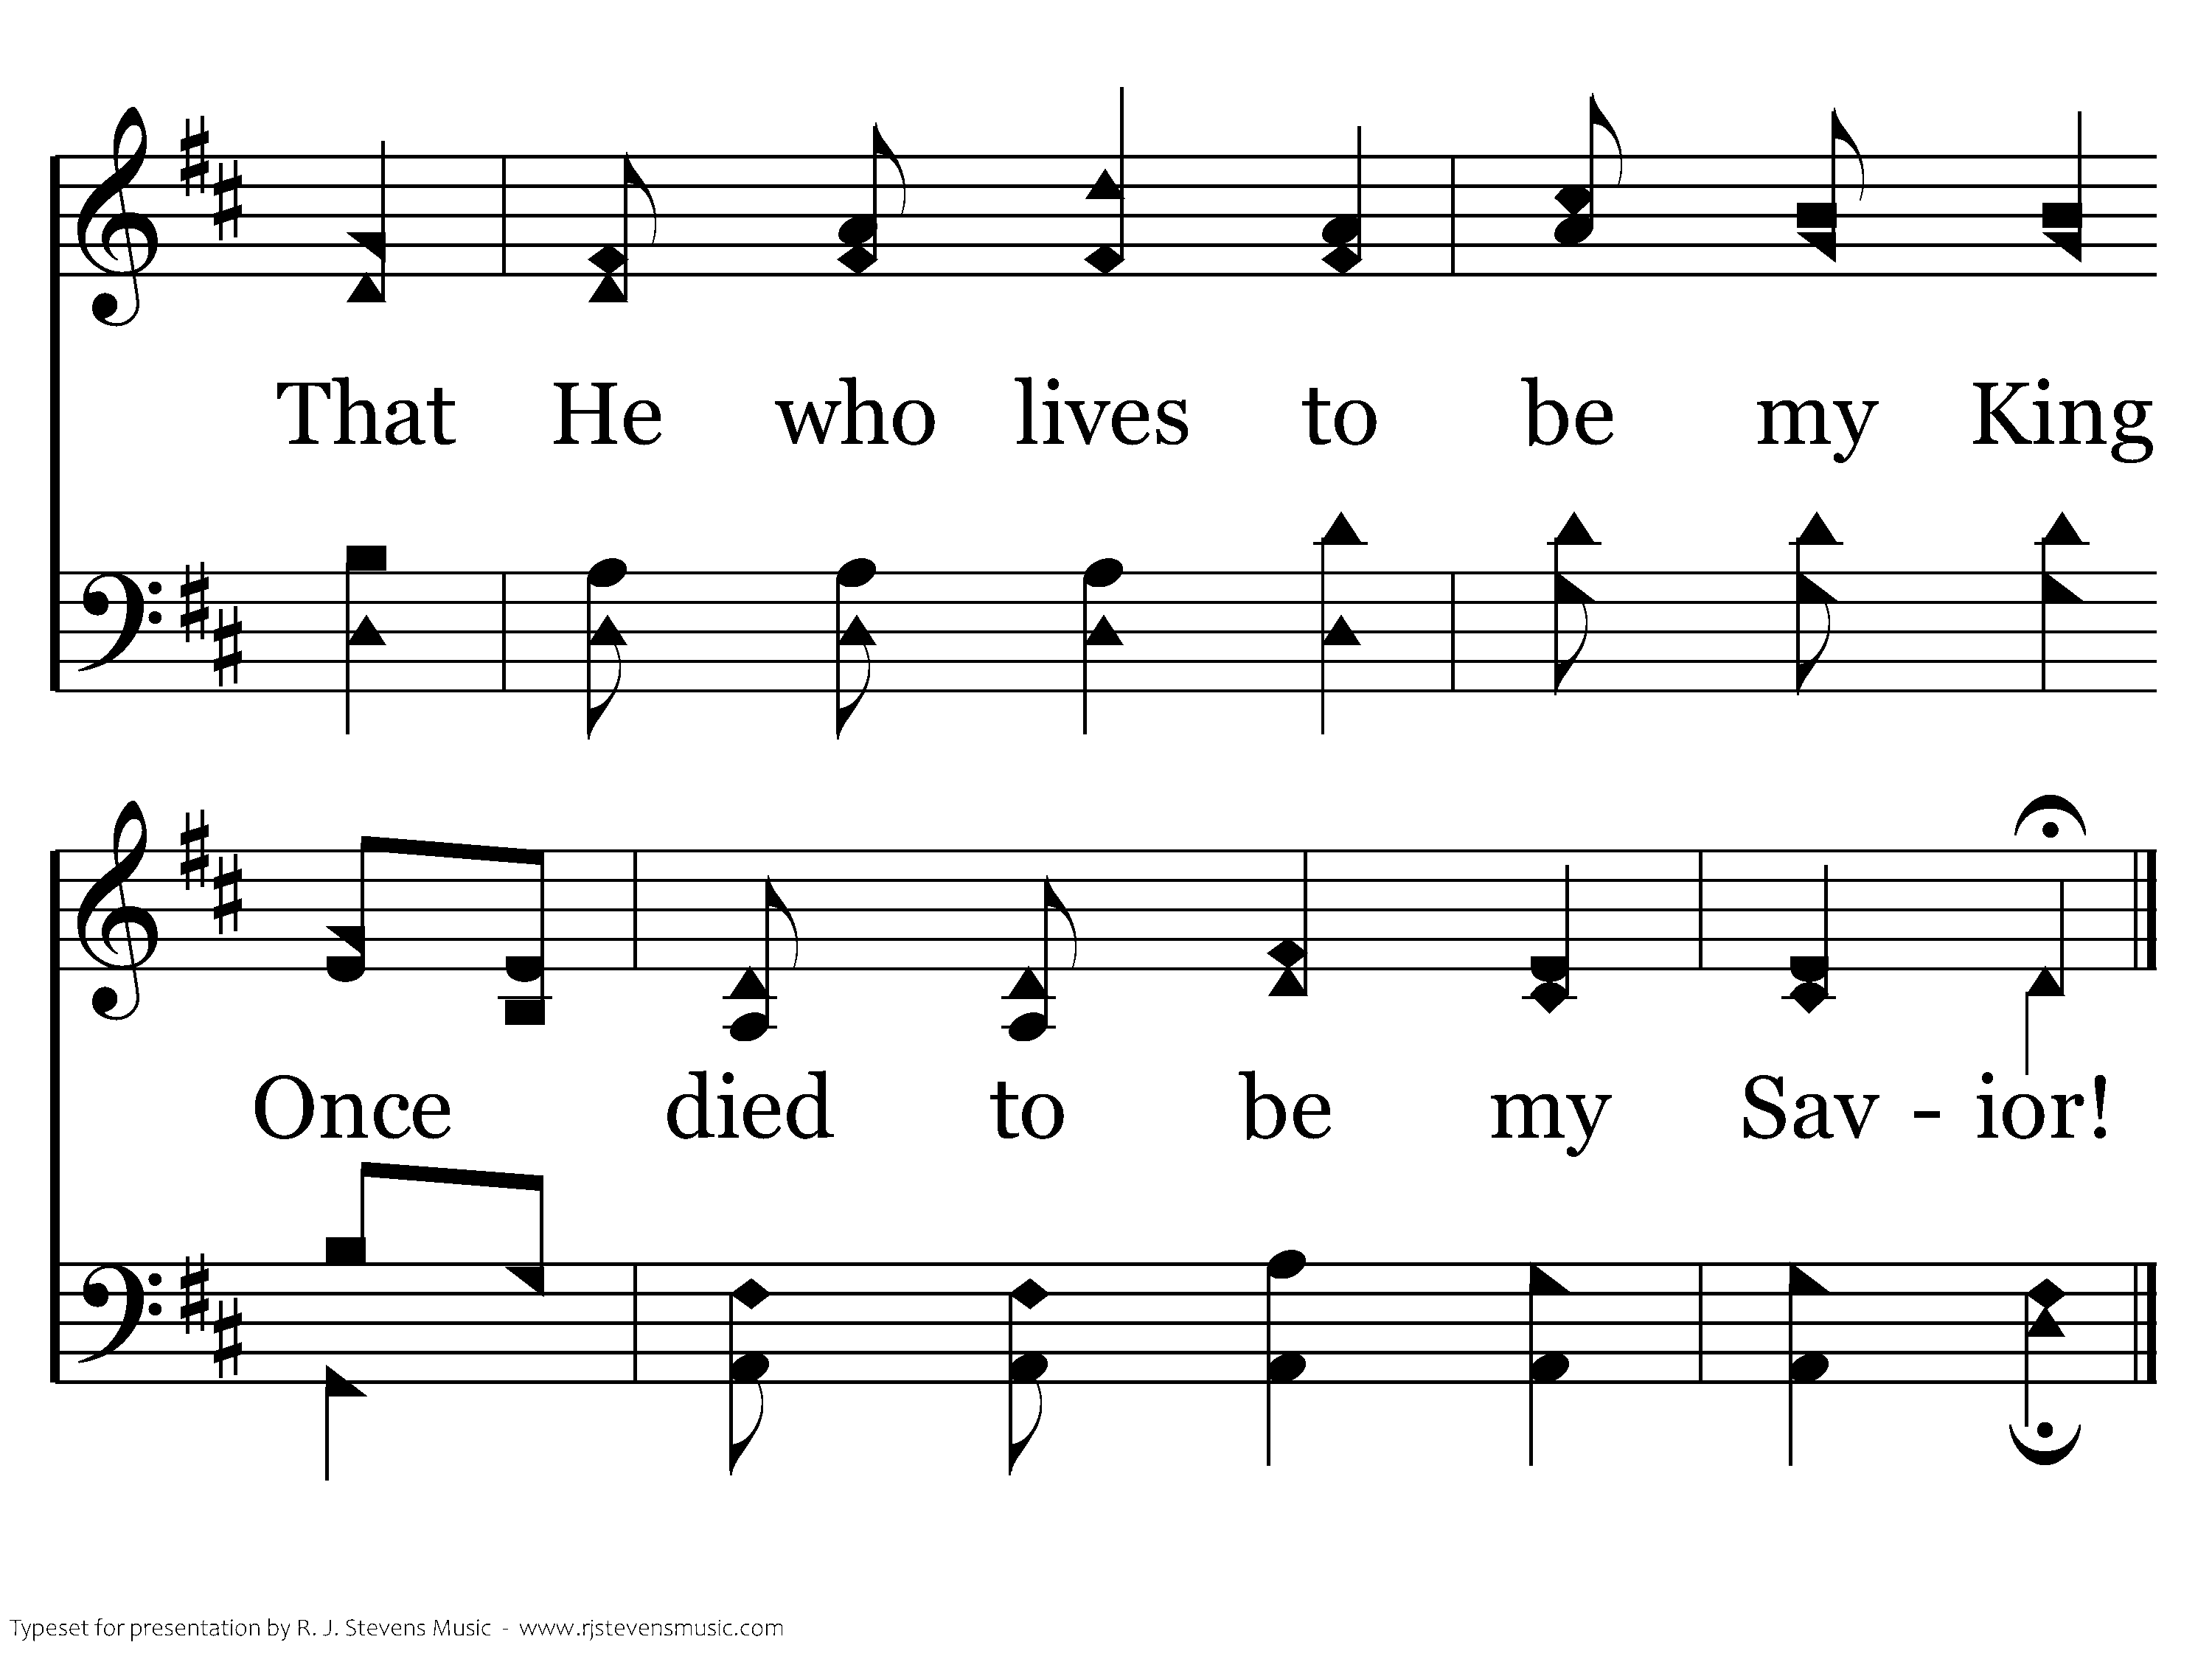 That He who lives to be my King
Once died to be my Sav - ior!
Typeset for presentation by R. J. Stevens Music - www.rjstevensmusic.com